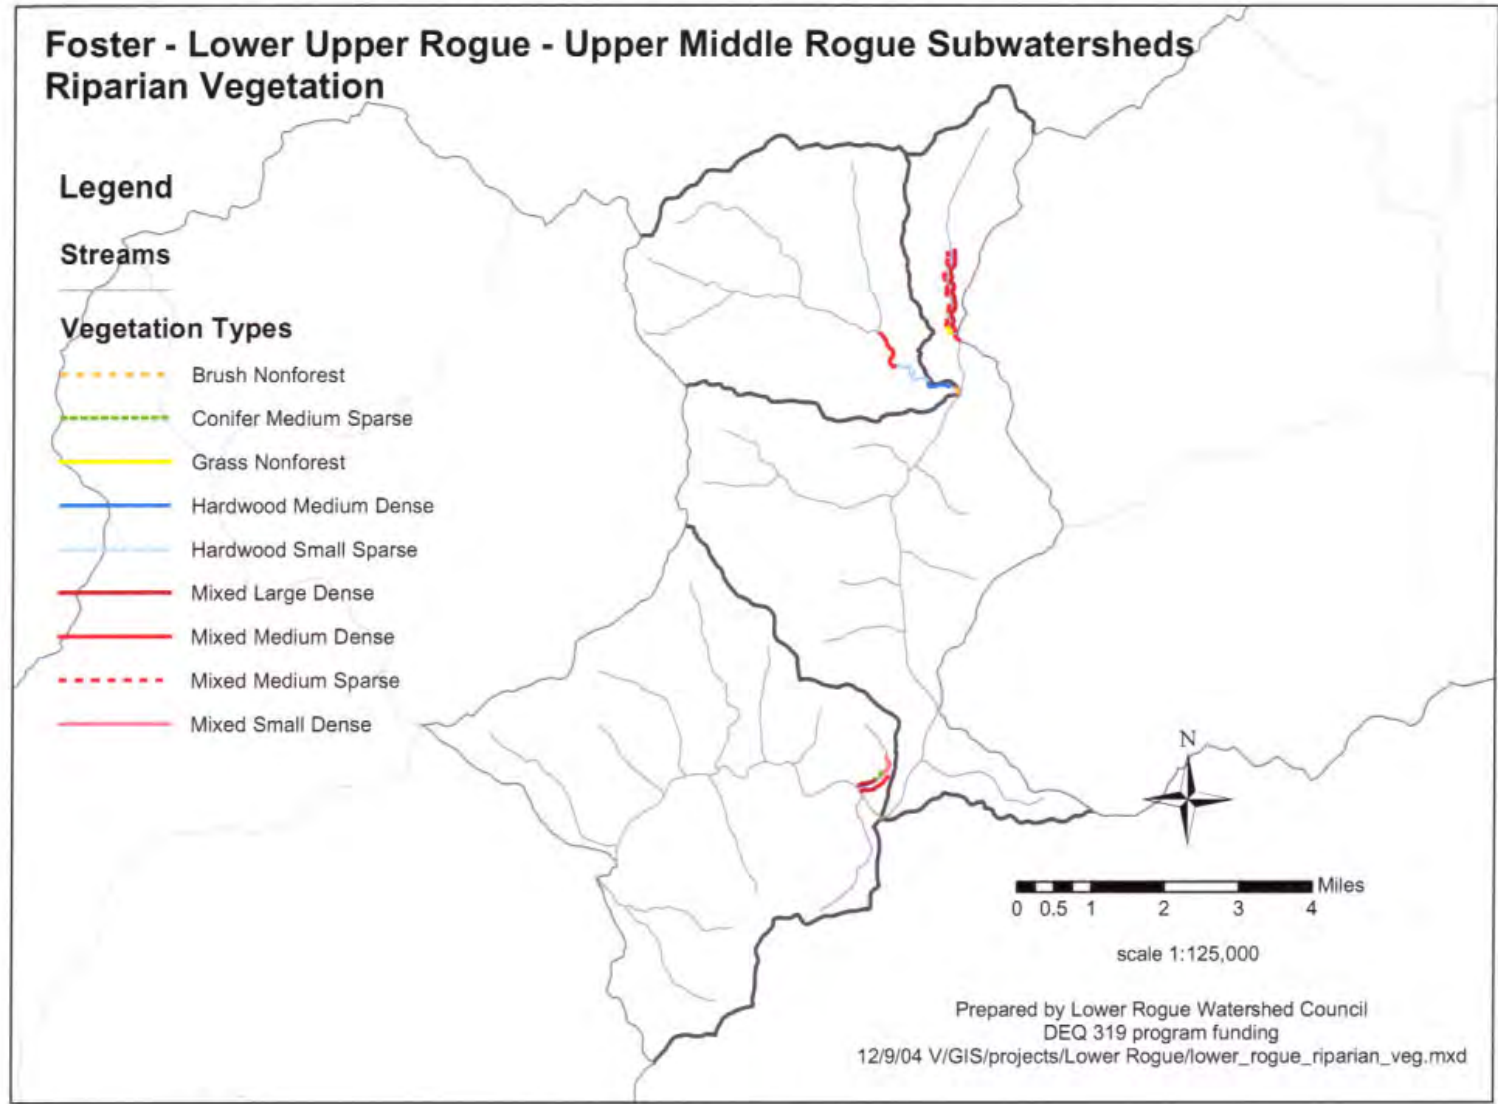 Foster - Lower Upper Rogue - Upper Middle Rogue Subwatersheds
Riparian Vegetation
Legend
Streams
Vegetation Types
Brush Nonforest
Conifer Medium Sparse
Grass Nonforest
Hardwood Medium Dense
Hardwood Small Sparse
Mixed Large Dense
Mixed Medium Dense
Mixed Medium Sparse
Mixed Small Dense
N
Miles
0 0.5 1 2 3 4
scale 1:125,000
Prepared by Lower Rogue Watershed Council
DEQ 319 program funding
12/9/04 V/GIS/projects/Lower Rogue/lower_rogue_riparian_veg.mxd